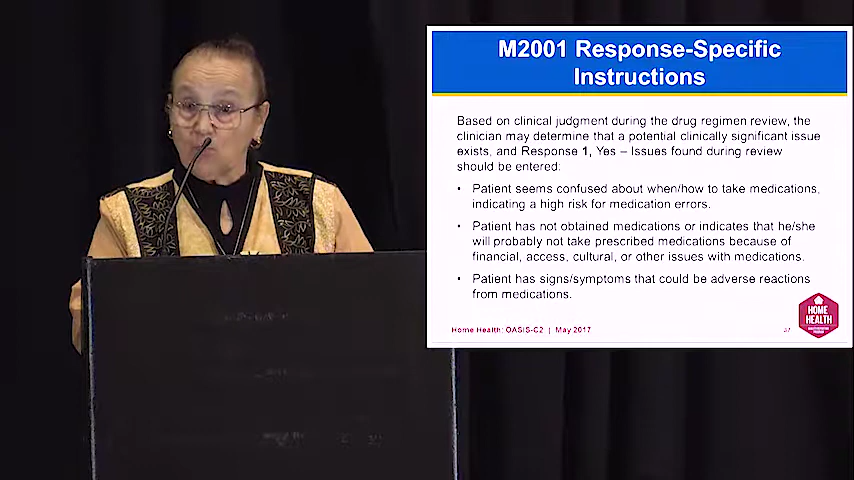 M2001 Response-Specific
Instructions
Based on clinical judgment during the drug regimen review, the
clinician may determine that a potential clinically significant issue
exists, and Response 1, Yes – Issues found during review
should be entered:
• Patient seems confused about when/how to take medications,
indicating a high risk for medication errors.
• Patient has not obtained medications or indicates that he/she
will probably not take prescribed medications because of
financial, access, cultural, or other issues with medications.
• Patient has signs/symptoms that could be adverse reactions
from medications.
HOME
HEALTH
Home Health: OASIS-C2 | May 2017